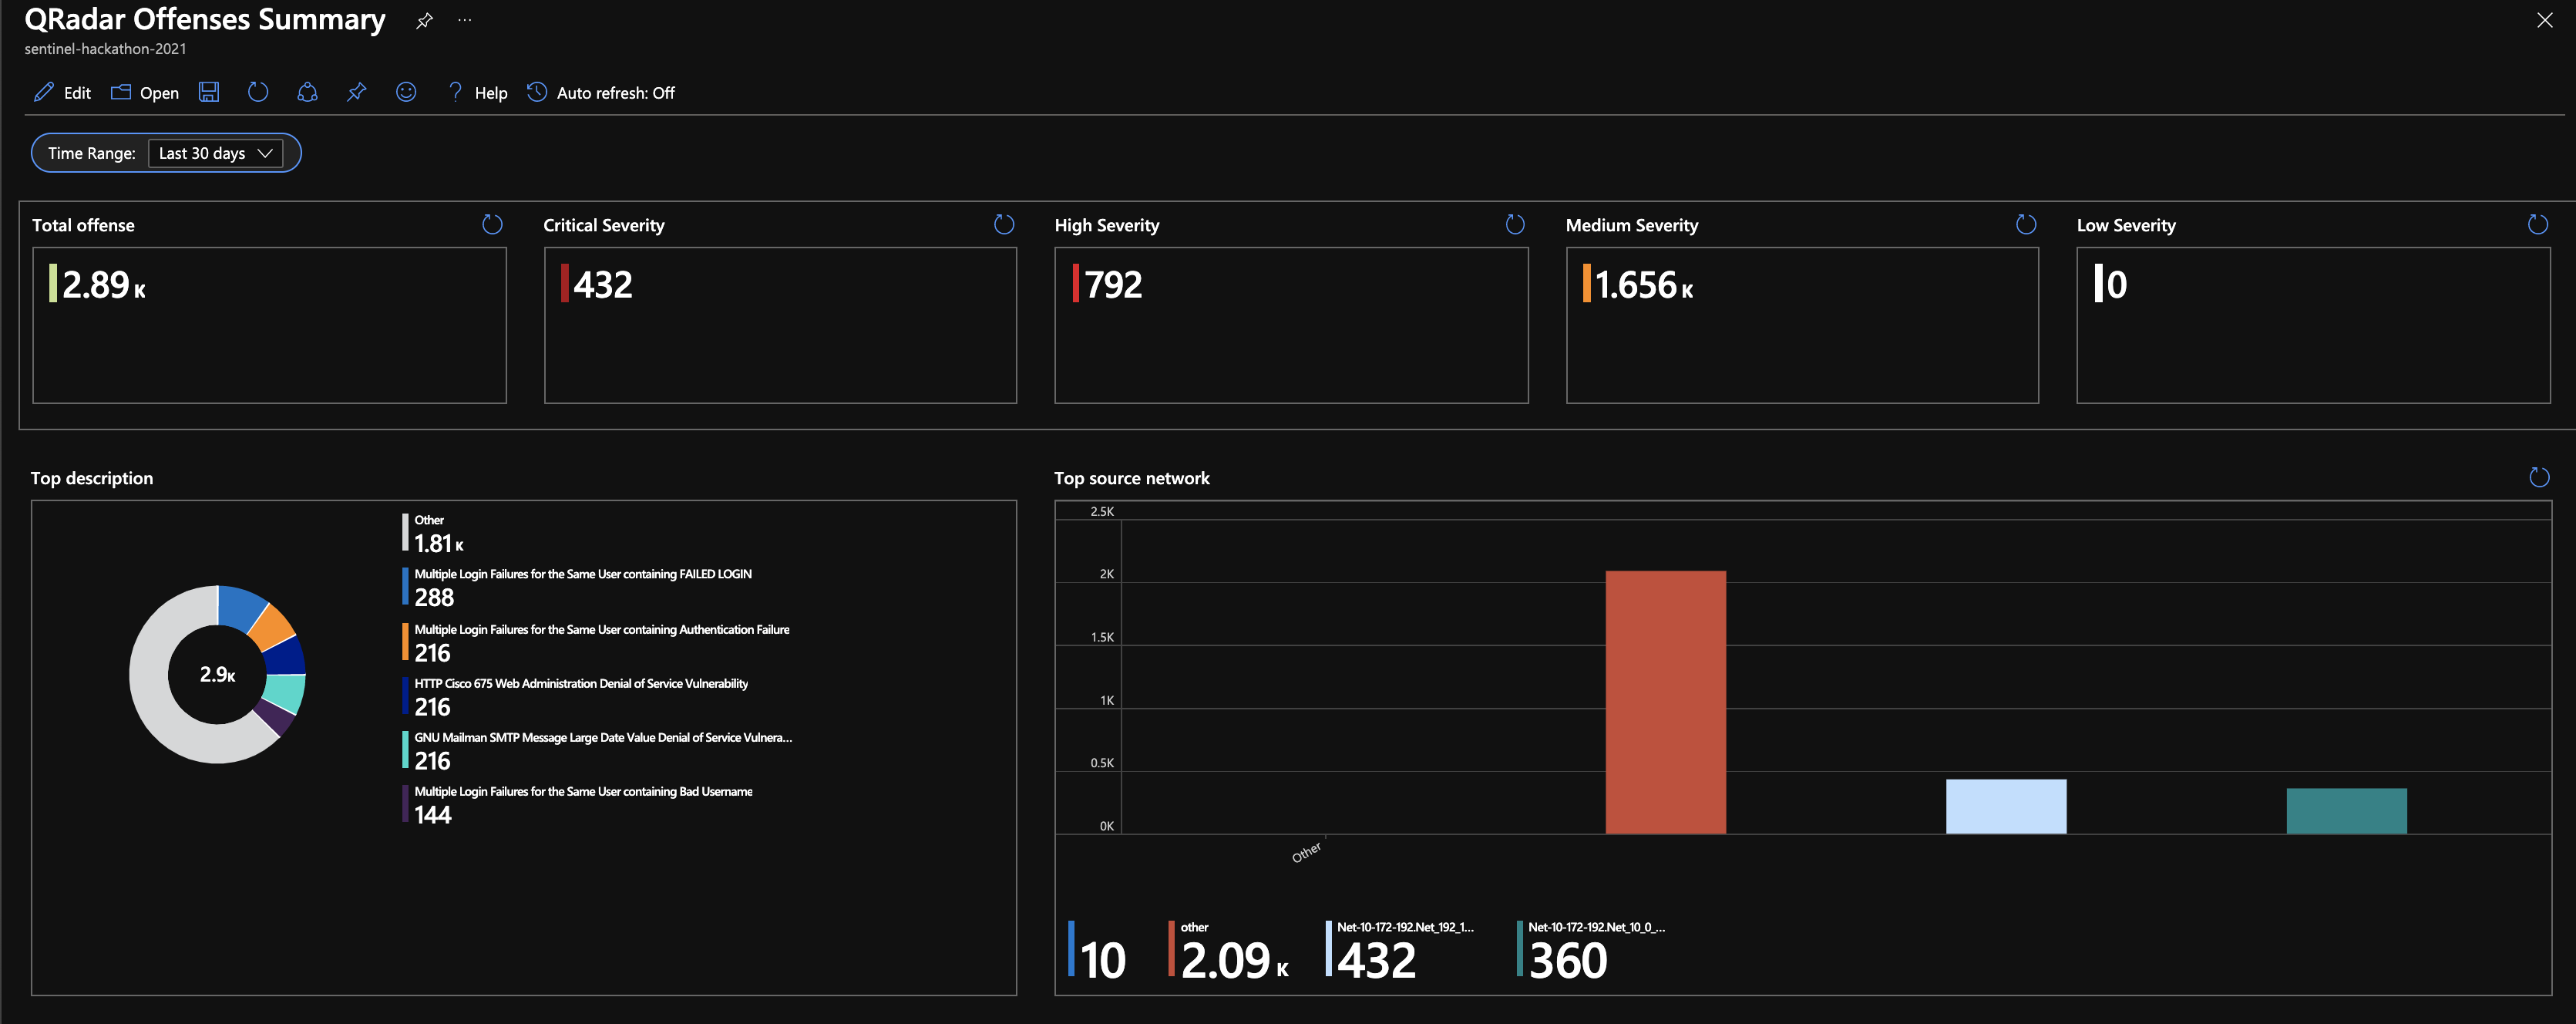 QRadar Offenses Summary
...
sentinel-hackathon-2021
Edit Open Help Auto refresh: Off
Time Range: Last 30 days
Total offense
2.89 K
Critical Severity
432
High Severity
792
Medium Severity
1.656 K
Low Severity
0
Top description
2.9K
Other
1.81 K
Multiple Login Failures for the Same User containing FAILED LOGIN
288
Multiple Login Failures for the Same User containing Authentication Failure
216
HTTP Cisco 675 Web Administration Denial of Service Vulnerability
216
GNU Mailman SMTP Message Large Date Value Denial of Service Vulnera...
216
Multiple Login Failures for the Same User containing Bad Username
144
Top source network
2.5K
2K
1.5K
1K
0.5K
0K
Other
10
other
2.09 K
Net-10-172-192.Net_192_1...
432
Net-10-172-192.Net_10_0_...
360